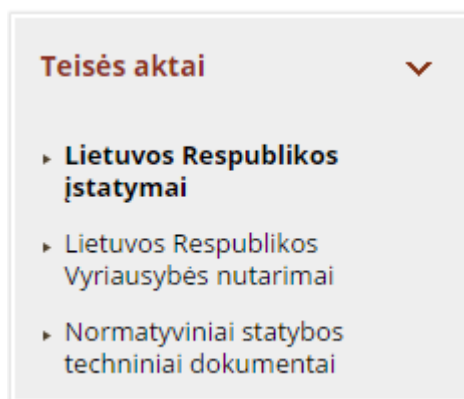 Teisės aktai
Lietuvos Respublikos
įstatymai
Lietuvos Respublikos
Vyriausybės nutarimai
Normatyviniai statybos
techniniai dokumentai